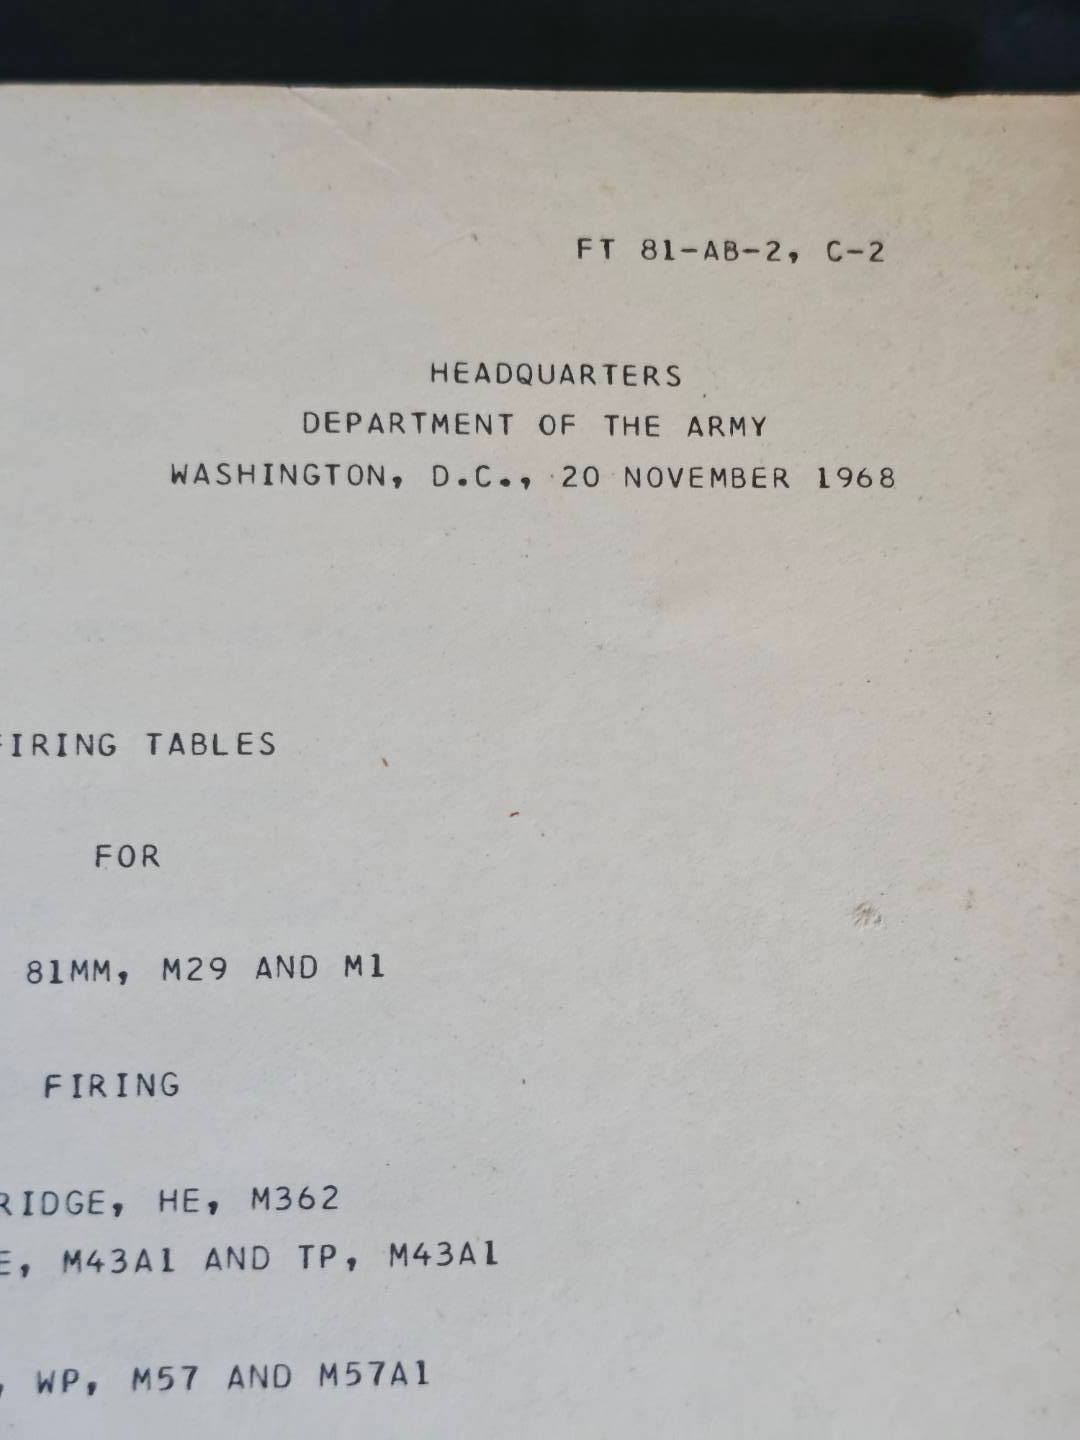 FT 81-AB-2, C-2
HEADQUARTERS
DEPARTMENT OF THE ARMY
WASHINGTON, D.C., 20 NOVEMBER 1968
FIRING TABLES
FOR
81MM, M29 AND M1
FIRING
RIDGE, HE, M362
E, M43A1 AND TP, M43A1
, WP, M57 AND M57A1